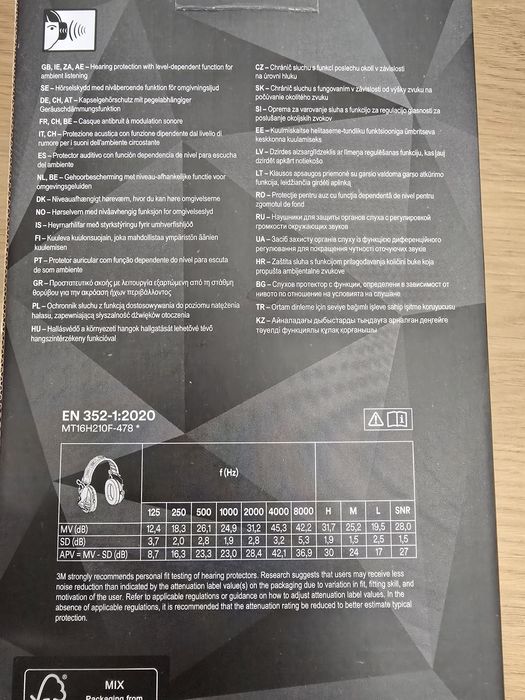 GB, IE, ZA, AE – Hearing protection with level-dependent function for
ambient listening
SE – Hörselskydd med nivåberoende funktion för omgivningsljud
DE, CH, AT – Kapselgehörschutz mit pegelabhängiger
Geräuschdämmungsfunktion
FR, CH, BE – Casque antibruit à modulation sonore
IT, CH – Protezione acustica con funzione dipendente dal livello di
rumore per i suoni dell'ambiente circostante
ES – Protector auditivo con función dependencia de nivel para escucha
del ambiente
NL, BE – Gehoorbescherming met niveau-afhankelijke functie voor
omgevingsgeluiden
DK – Niveauafhængigt høreværn, hvor du kan høre omgivelserne
NO – Hørselvern med nivåavhengig funksjon for omgivelseslyd
IS – Heyrnarhlífar með styrkstýringu fyrir umhverfishljóð
FI – Kuuleva kuulonsuojain, joka mahdollistaa ympäristön äänien
kuulemisen
PT – Protetor auricular com função dependente do nível para escuta
de som ambiente
GR – Προστατευτικό ακοής με λειτουργία εξαρτώμενη από τη στάθμη
θορύβου για την ακρόαση ήχων περιβάλλοντος
PL – Ochronnik słuchu z funkcją dostosowywania do poziomu natężenia
hałasu, zapewniającą słyszalność dźwięków otoczenia
HU – Hallásvédő a környezeti hangok hallgatását lehetővé tévő
hangszintérzékeny funkcióval
CZ – Chránič sluchu s funkcí poslechu okolí v závislosti
na úrovni hluku
SK – Chránič sluchu s fungovaním v závislosti od výšky zvuku na
počúvanie okolitého zvuku
SI – Oprema za varovanje sluha s funkcijo za regulacijo glasnosti za
poslušanje okoliških zvokov
EE – Kuulmiskaitse helitaseme-tundliku funktsiooniga ümbritseva
keskkonna kuulamiseks
LV – Dzirdes aizsarglīdzeklis ar līmeņa regulēšanas funkciju, kas ļauj
dzirdēt apkārt notiekošo
LT – Klausos apsaugos priemonė su garsio valdoma garso atkūrimo
funkcija, leidžiančia girdėti aplinką
RO – Protecție pentru auz cu funcție dependentă de nivel pentru
zgomotul de fond
RU – Наушники для защиты органов слуха с регулировкой
громкости окружающих звуков
UA – Засіб захисту органів слуху із функцією диференційного
регулювання для покращення чутності оточуючих звуків
HR – Zaštita sluha s funkcijom prilagođavanja količini buke koja
propušta ambijentalne zvukove
BG – Слухов протектор с функции, определени в зависимост от
нивото по отношение на условията на слушане
TR – Ortam dinleme için seviye bağımlı işleve sahip işitme koruyucusu
KZ – Айналадағы дыбыстарды тыңдауға арналған деңгейге
тәуелді функциялы құлақ қорғанышы
EN 352-1:2020
MT16H210F-478 *
f (Hz)
125 250 500 1000 2000 4000 8000 H M L SNR
MV (dB) 12,4 18,3 26,1 24,9 31,2 45,3 42,2 31,7 25,2 19,5 28,0
SD (dB) 3,7 2,0 2,8 1,9 2,8 3,2 5,3 1,9 1,5 2,5 1,5
APV = MV - SD (dB) 8,7 16,3 23,3 23,0 28,4 42,1 36,9 30 24 17 27
3M strongly recommends personal fit testing of hearing protectors. Research suggests that users may receive less
noise reduction than indicated by the attenuation label value(s) on the packaging due to variation in fit, fitting skill, and
motivation of the user. Refer to applicable regulations or guidance on how to adjust attenuation label value(s). In the
absence of applicable regulations, it is recommended that the attenuation rating be reduced to better estimate typical
protection.
MIX
Packaging from